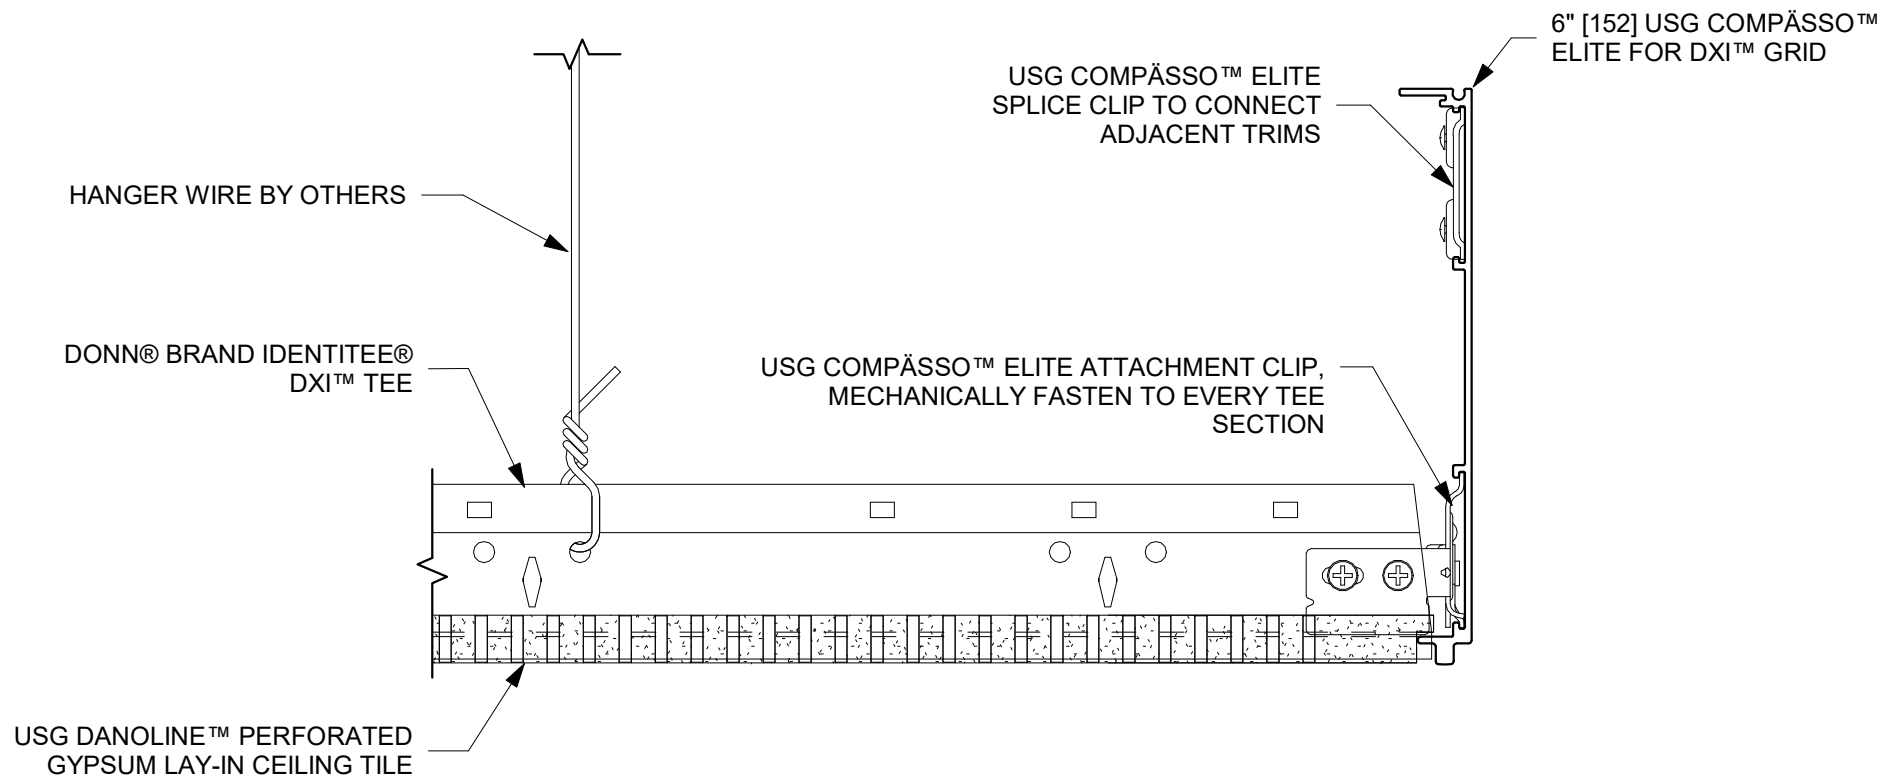 6" [152] USG COMPÄSSO™
ELITE FOR DXI™ GRID
USG COMPÄSSO™ ELITE
SPLICE CLIP TO CONNECT
ADJACENT TRIMS
HANGER WIRE BY OTHERS
DONN® BRAND IDENTITEE®
DXI™ TEE
USG COMPÄSSO™ ELITE ATTACHMENT CLIP,
MECHANICALLY FASTEN TO EVERY TEE
SECTION
USG DANOLINE™ PERFORATED
GYPSUM LAY-IN CEILING TILE